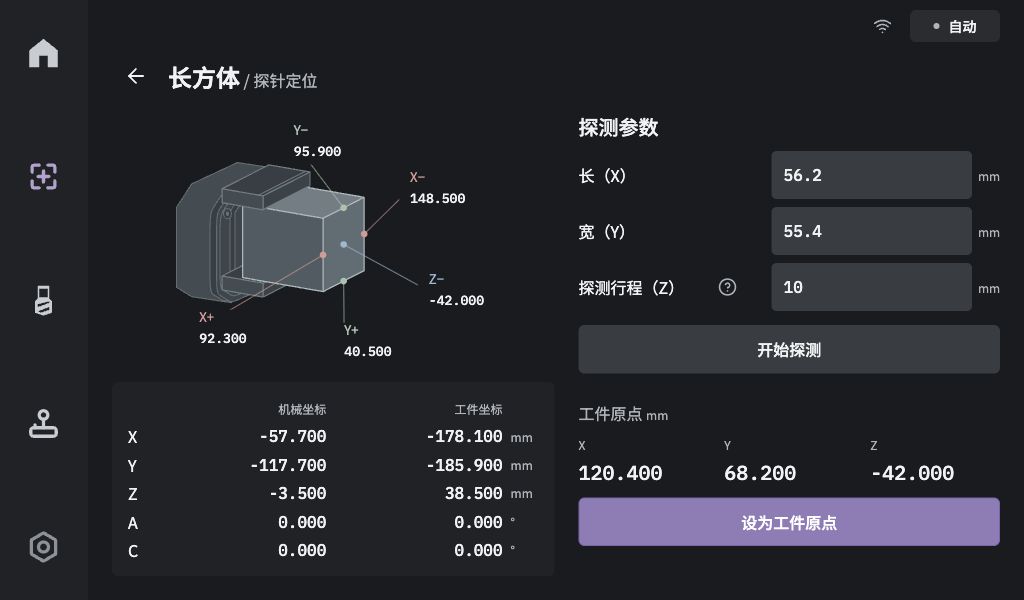 自动
长方体 / 探针定位
Y−
95.900
X−
148.500
Z−
-42.000
X+
92.300
Y+
40.500
机械坐标 工件坐标
X -57.700 -178.100 mm
Y -117.700 -185.900 mm
Z -3.500 38.500 mm
A 0.000 0.000 °
C 0.000 0.000 °
探测参数
长（X） 56.2 mm
宽（Y） 55.4 mm
探测行程（Z） ? 10 mm
开始探测
工件原点 mm
X Y Z
120.400 68.200 -42.000
设为工件原点